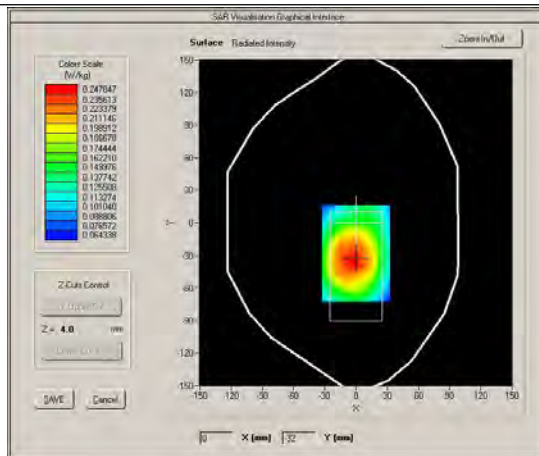 SAR Visualisation Graphical Interface
Surface Radiated Intensity
Zoom In/Out
Colors Scale
(W/kg)
0.247847
0.235613
0.223379
0.211146
0.198912
0.186678
0.174444
0.162210
0.149976
0.137742
0.125508
0.113274
0.101040
0.088806
0.076572
0.064338
150
120
90
60
30
0
-30
-60
-90
-120
-150
Y
-150 -120 -90 -60 -30 0 30 60 90 120 150
X
Z-Cuts Control
Z = 4.0 mm
SAVE Cancel
0 X (mm) -32 Y (mm)